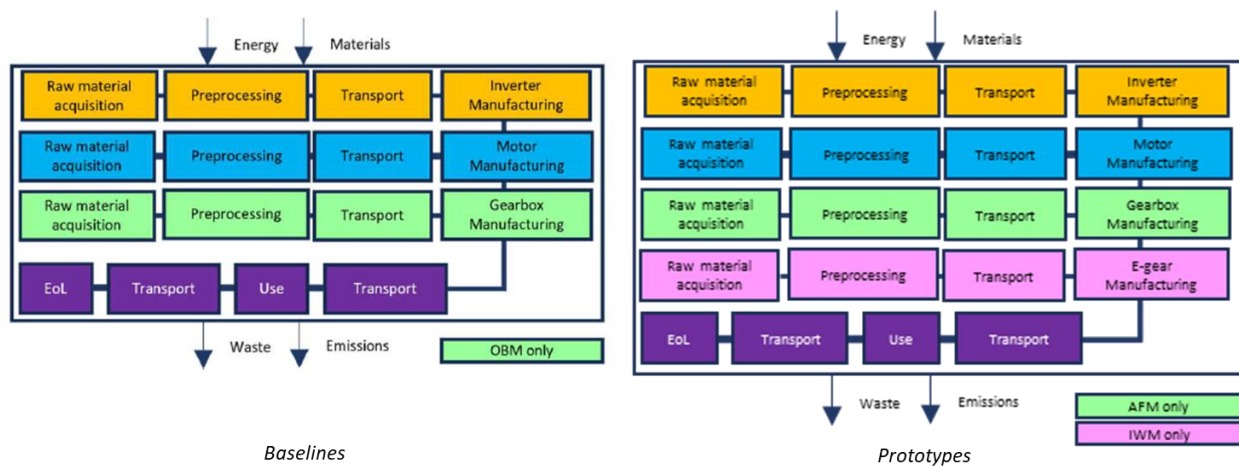 Energy
Materials
Raw material
acquisition
Preprocessing
Transport
Inverter
Manufacturing
Raw material
acquisition
Preprocessing
Transport
Motor
Manufacturing
Raw material
acquisition
Preprocessing
Transport
Gearbox
Manufacturing
EoL
Transport
Use
Transport
Waste
Emissions
OBM only
Baselines
Energy
Materials
Raw material
acquisition
Preprocessing
Transport
Inverter
Manufacturing
Raw material
acquisition
Preprocessing
Transport
Motor
Manufacturing
Raw material
acquisition
Preprocessing
Transport
Gearbox
Manufacturing
Raw material
acquisition
Preprocessing
Transport
E-gear
Manufacturing
EoL
Transport
Use
Transport
Waste
Emissions
AFM only
IWM only
Prototypes